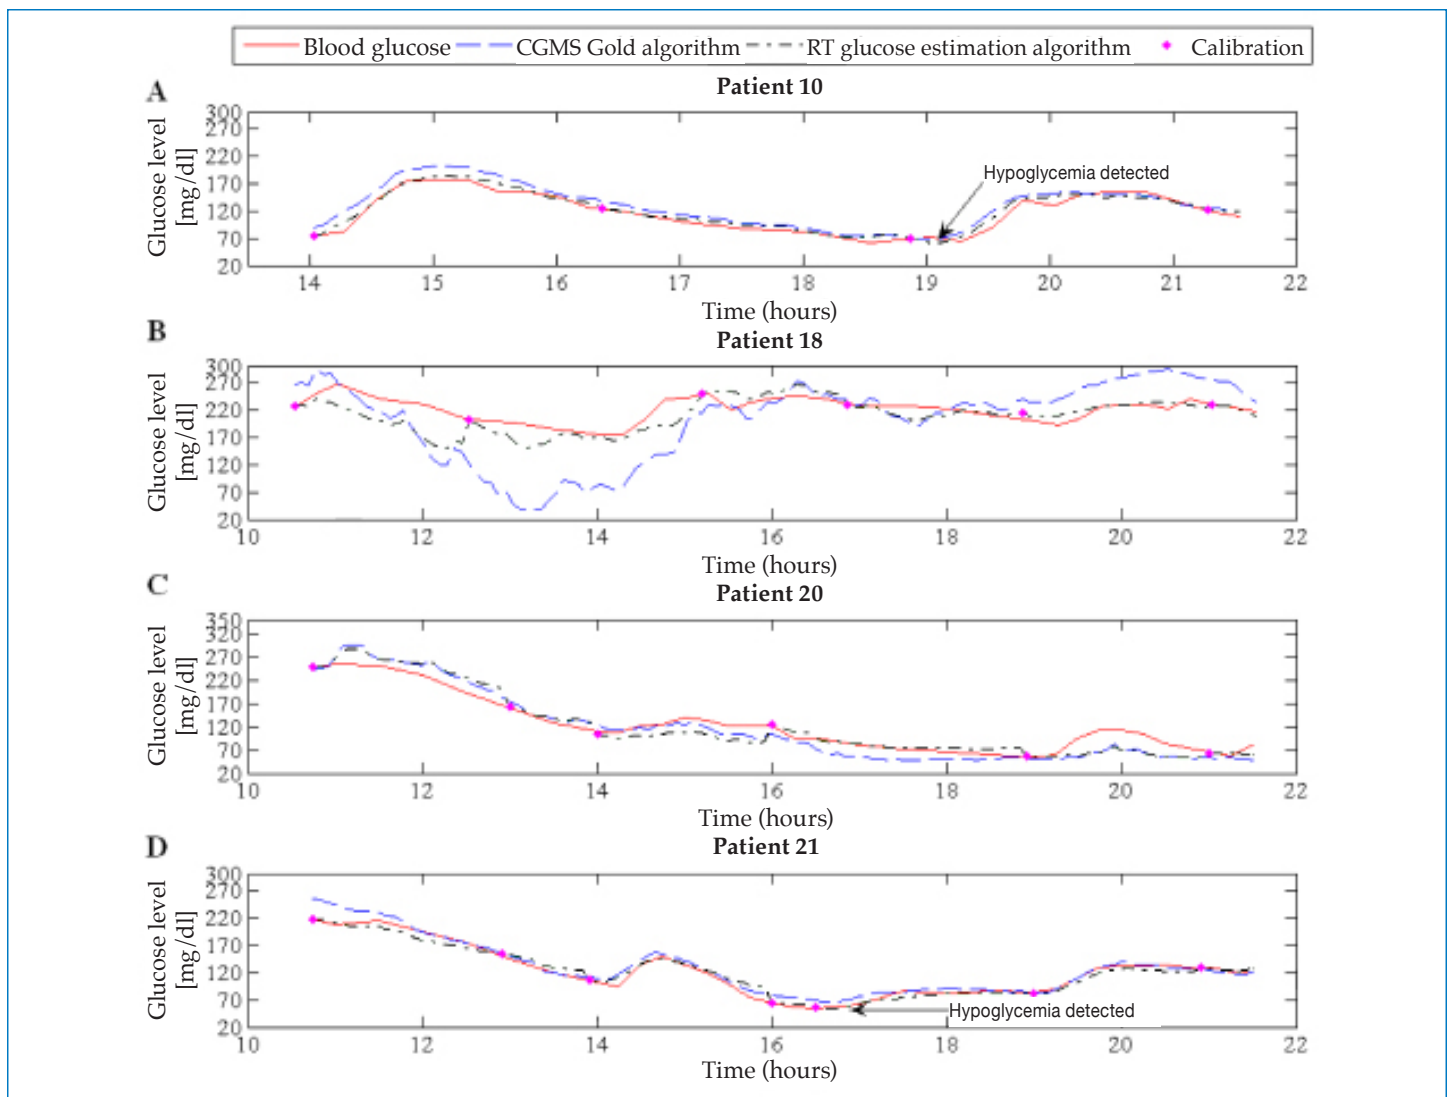 Blood glucose CGMS Gold algorithm RT glucose estimation algorithm Calibration
A
Patient 10
Glucose level
[mg/dl]
300
270
220
170
120
70
20
Hypoglycemia detected
14 15 16 17 18 19 20 21 22
Time (hours)
B
Patient 18
Glucose level
[mg/dl]
300
270
220
170
120
70
20
10 12 14 16 18 20 22
Time (hours)
C
Patient 20
Glucose level
[mg/dl]
350
320
270
220
170
120
70
20
10 12 14 16 18 20 22
Time (hours)
D
Patient 21
Glucose level
[mg/dl]
300
270
220
170
120
70
20
Hypoglycemia detected
10 12 14 16 18 20 22
Time (hours)